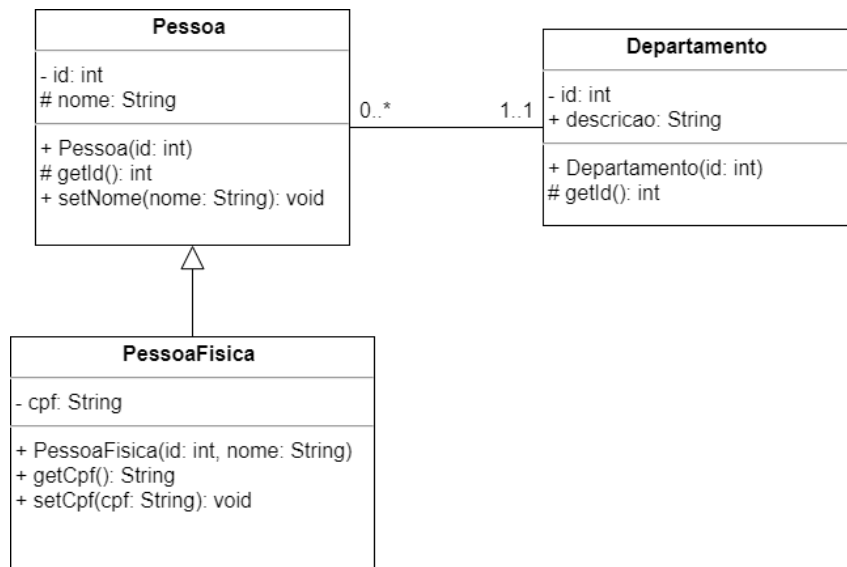 Pessoa
- id: int
# nome: String
+ Pessoa(id: int)
# getId(): int
+ setNome(nome: String): void
0..*
1..1
Departamento
- id: int
+ descricao: String
+ Departamento(id: int)
# getId(): int
PessoaFisica
- cpf: String
+ PessoaFisica(id: int, nome: String)
+ getCpf(): String
+ setCpf(cpf: String): void